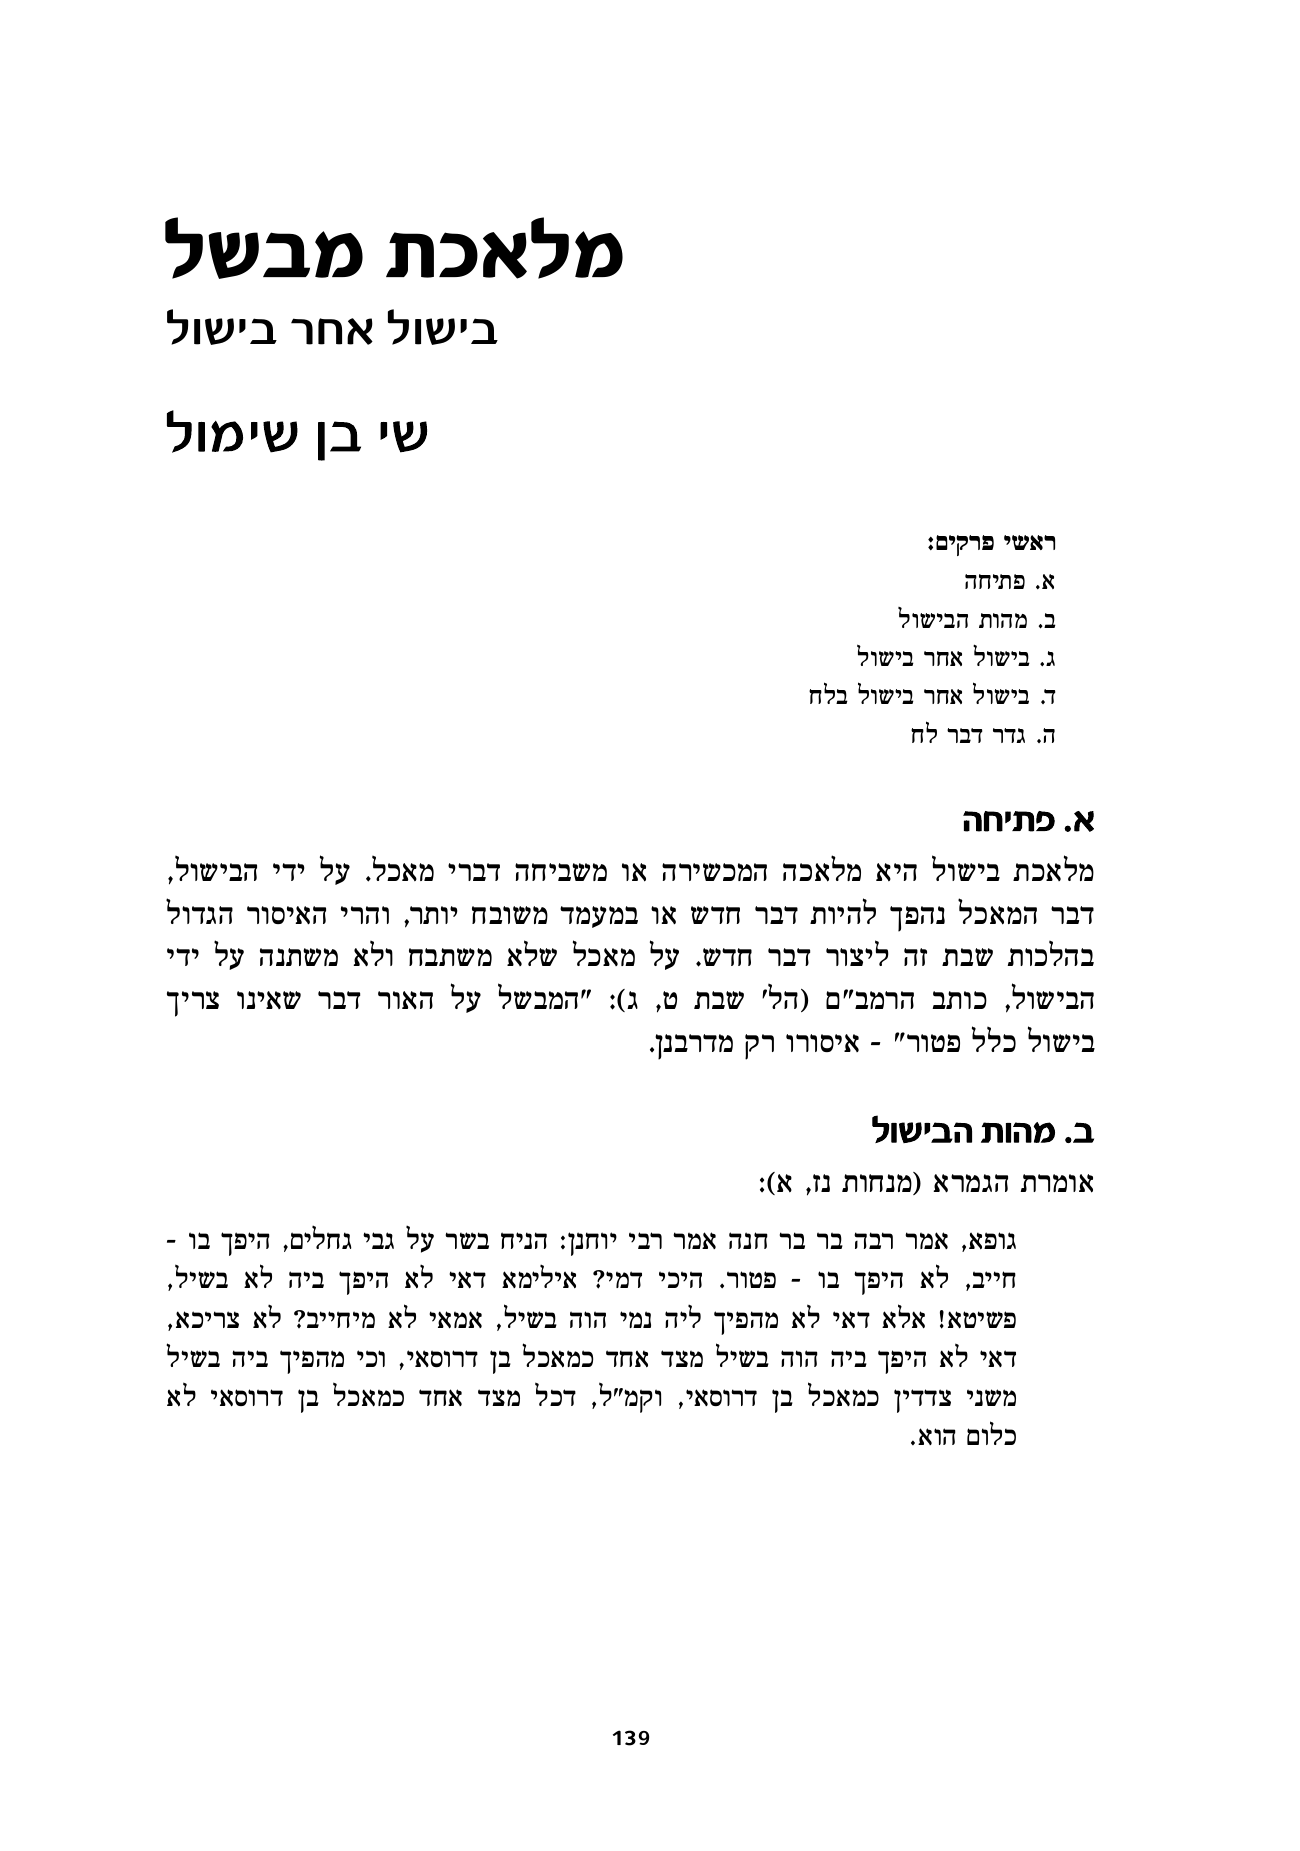 מלאכת מבשל
בישול אחר בישול
שי בן שימול
ראשי פרקים:
א. פתיחה
ב. מהות הבישול
ג. בישול אחר בישול
ד. בישול אחר בישול בלח
ה. גדר דבר לח
א. פתיחה
מלאכת בישול היא מלאכה המכשירה או משביחה דברי מאכל. על ידי הבישול,
דבר המאכל נהפך להיות דבר חדש או במעמד משובח יותר, והרי האיסור הגדול
בהלכות שבת זה ליצור דבר חדש. על מאכל שלא משתבח ולא משתנה על ידי
הבישול, כותב הרמב"ם (הל' שבת ט, ג): "המבשל על האור דבר שאינו צריך
בישול כלל פטור" - איסורו רק מדרבנן.
ב. מהות הבישול
אומרת הגמרא (מנחות נז, א):
גופא, אמר רבה בר בר חנה אמר רבי יוחנן: הניח בשר על גבי גחלים, היפך בו -
חייב, לא היפך בו - פטור. היכי דמי? אילימא דאי לא היפך ביה לא בשיל,
פשיטא! אלא דאי לא מהפיך ליה נמי הוה בשיל, אמאי לא מיחייב? לא צריכא,
דאי לא היפך ביה הוה בשיל מצד אחד כמאכל בן דרוסאי, וכי מהפיך ביה בשיל
משני צדדין כמאכל בן דרוסאי, וקמ"ל, דכל מצד אחד כמאכל בן דרוסאי לא
כלום הוא.
139